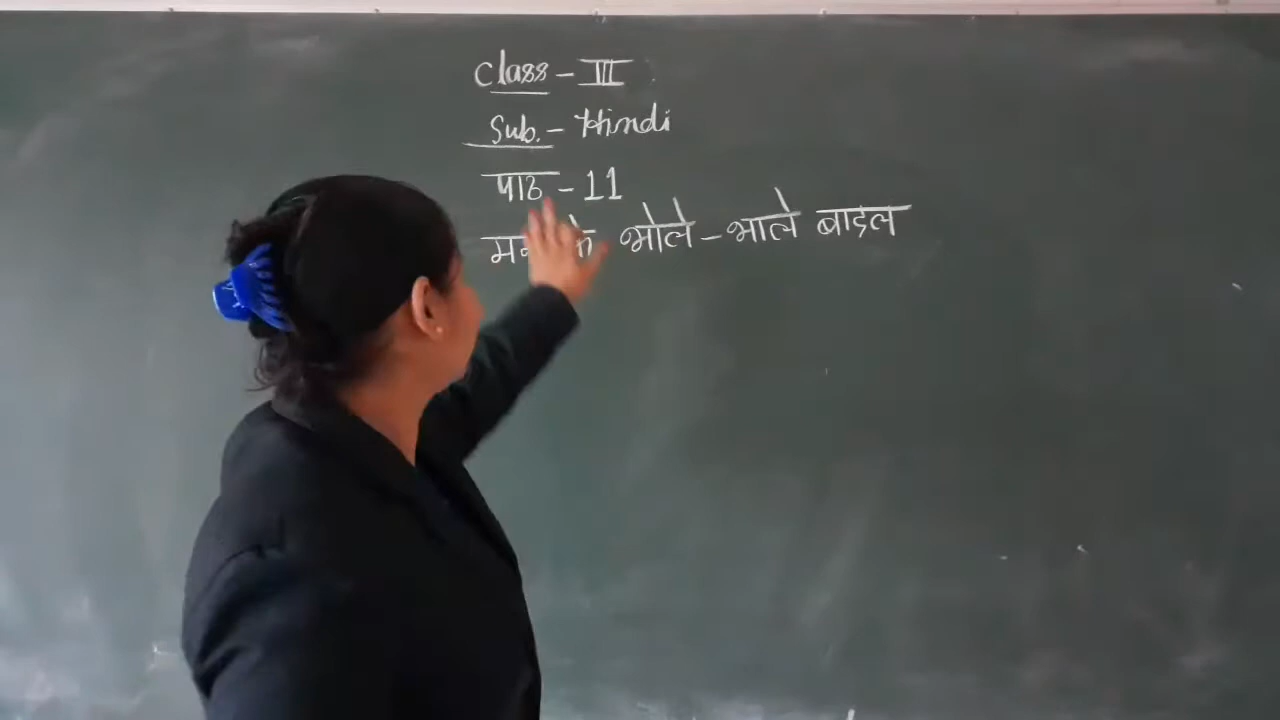 Class - III
Sub. - Hindi
पाठ - 11
के भोले - भाले बादल